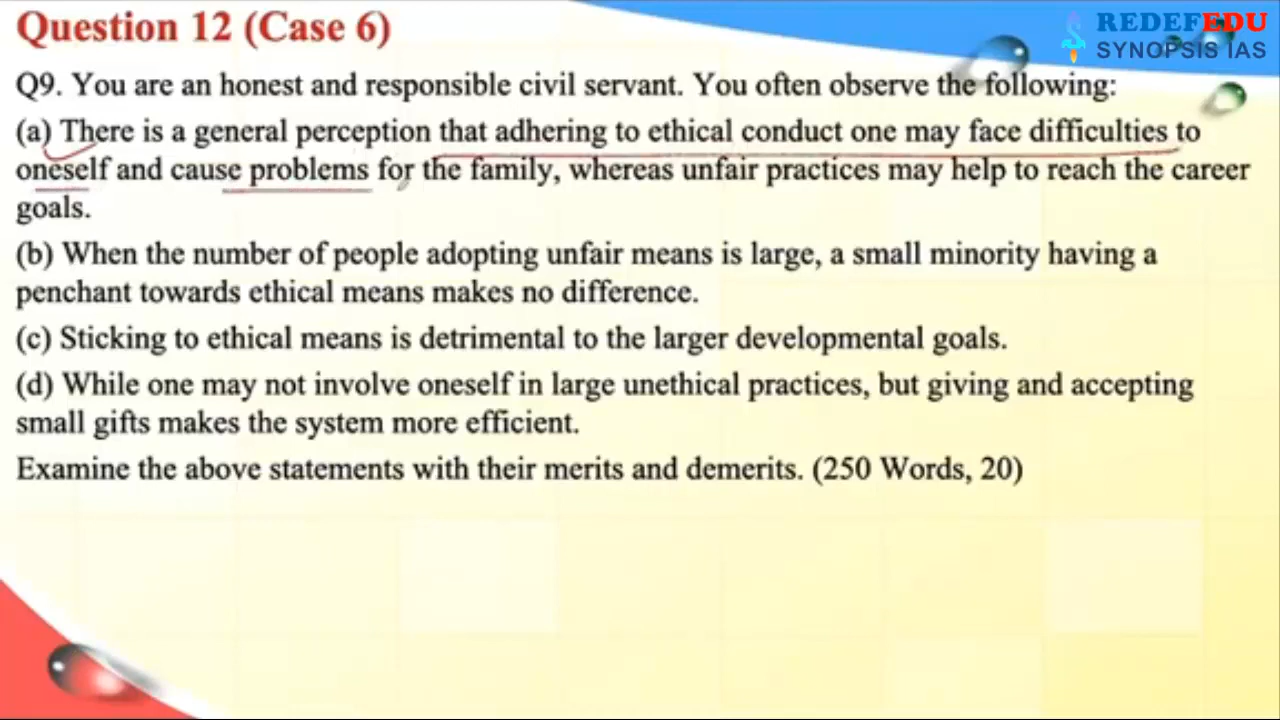 Question 12 (Case 6)
REDEFEDU
SYNOPSIS IAS
Q9. You are an honest and responsible civil servant. You often observe the following:
(a) There is a general perception that adhering to ethical conduct one may face difficulties to
oneself and cause problems for the family, whereas unfair practices may help to reach the career
goals.
(b) When the number of people adopting unfair means is large, a small minority having a
penchant towards ethical means makes no difference.
(c) Sticking to ethical means is detrimental to the larger developmental goals.
(d) While one may not involve oneself in large unethical practices, but giving and accepting
small gifts makes the system more efficient.
Examine the above statements with their merits and demerits. (250 Words, 20)